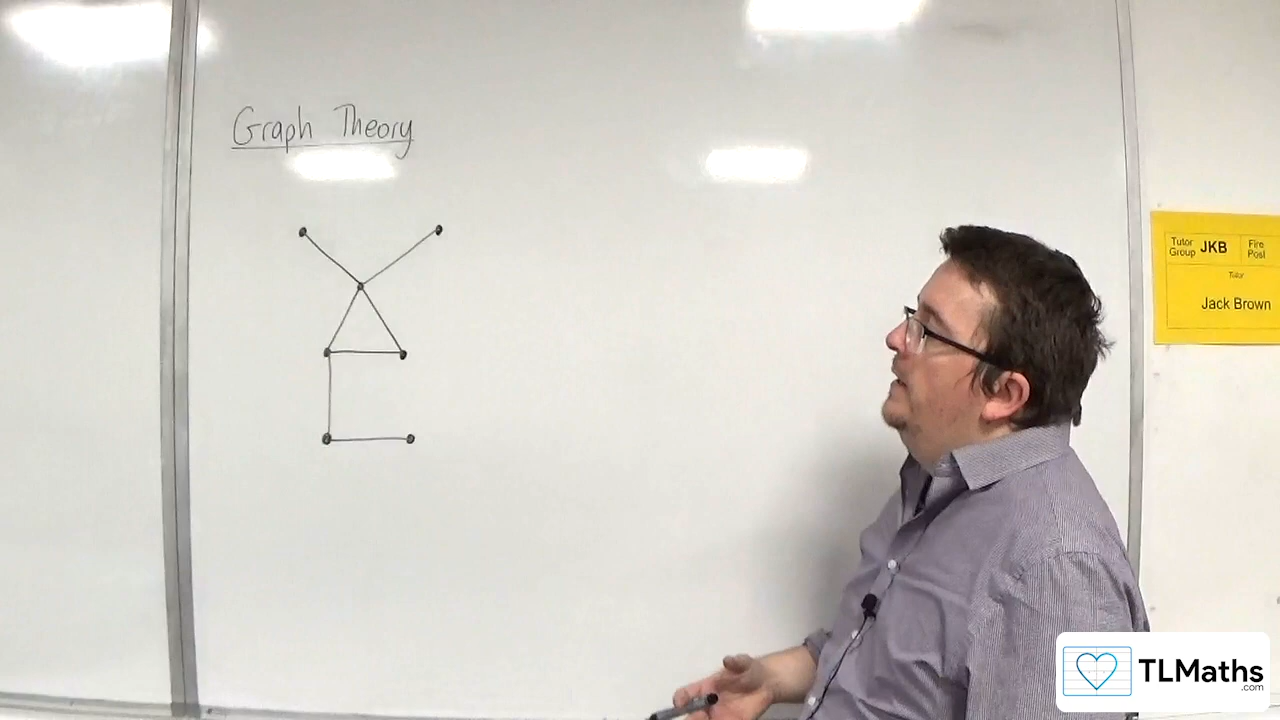 Graph Theory
Tutor Group JKB Fire Post
Tutor
Jack Brown
TLMaths
.com